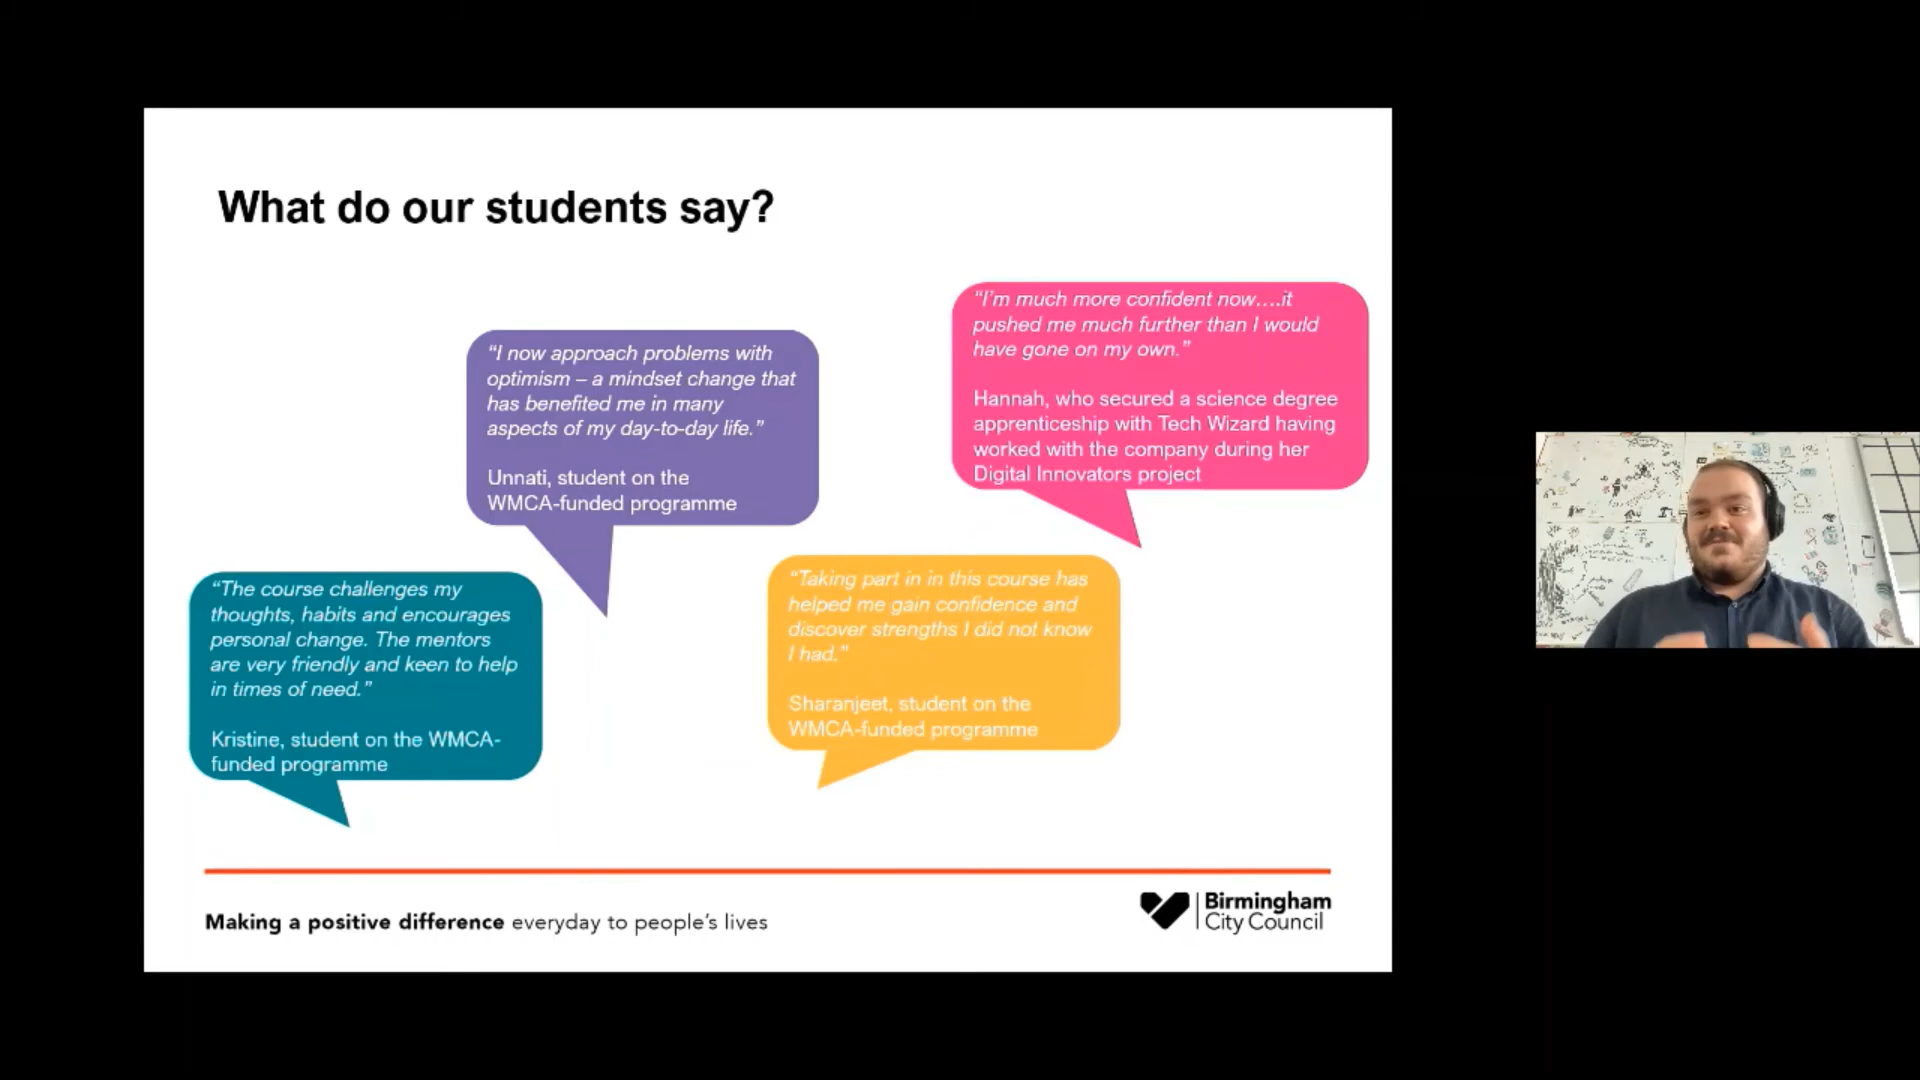 What do our students say?
“I’m much more confident now….it
pushed me much further than I would
have gone on my own.”
Hannah, who secured a science degree
apprenticeship with Tech Wizard having
worked with the company during her
Digital Innovators project
“I now approach problems with
optimism – a mindset change that
has benefited me in many
aspects of my day-to-day life.”
Unnati, student on the
WMCA-funded programme
“Taking part in in this course has
helped me gain confidence and
discover strengths I did not know
I had.”
Sharanjeet, student on the
WMCA-funded programme
“The course challenges my
thoughts, habits and encourages
personal change. The mentors
are very friendly and keen to help
in times of need.”
Kristine, student on the WMCA-
funded programme
Making a positive difference everyday to people’s lives
Birmingham
City Council